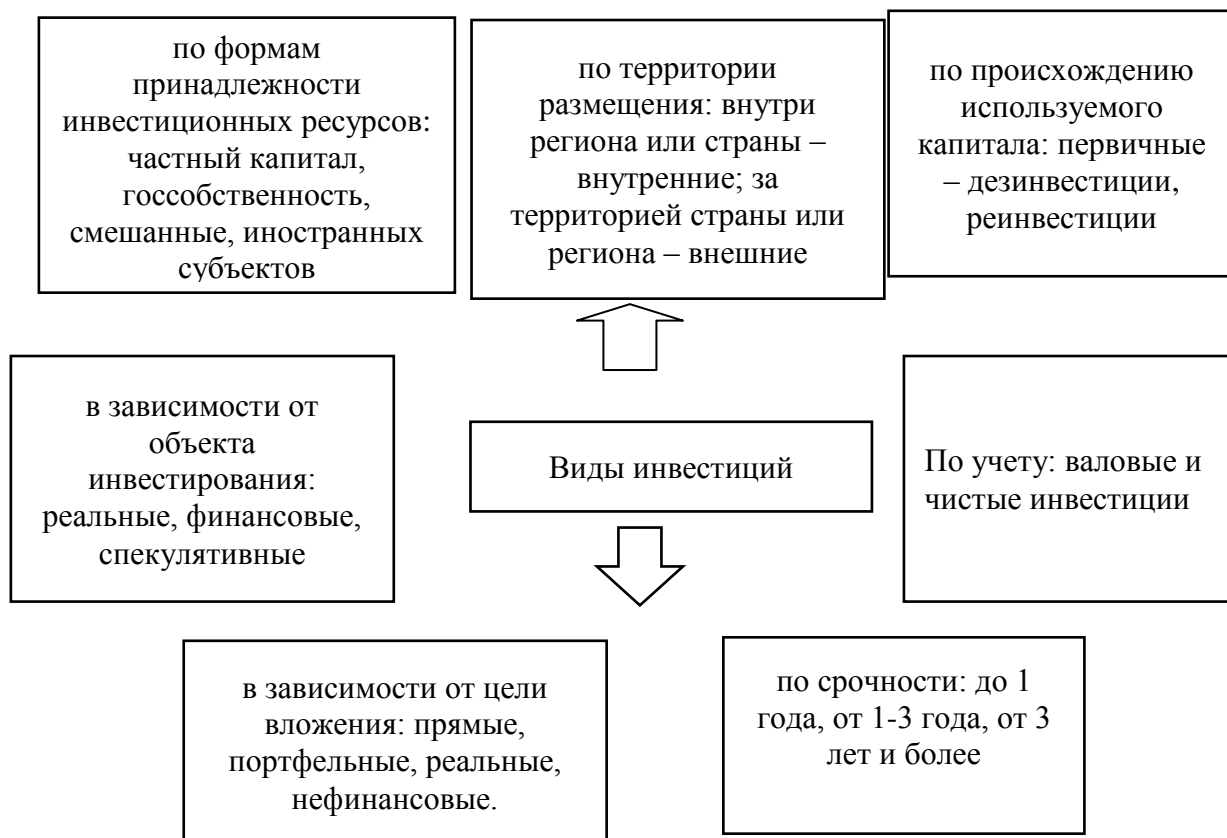 по формам
принадлежности
инвестиционных ресурсов:
частный капитал,
госсобственность,
смешанные, иностранных
субъектов
по территории
размещения: внутри
региона или страны –
внутренние; за
территорией страны или
региона – внешние
по происхождению
используемого
капитала: первичные
– дезинвестиции,
реинвестиции
в зависимости от
объекта
инвестирования:
реальные, финансовые,
спекулятивные
Виды инвестиций
По учету: валовые и
чистые инвестиции
в зависимости от цели
вложения: прямые,
портфельные, реальные,
нефинансовые.
по срочности: до 1
года, от 1-3 года, от 3
лет и более